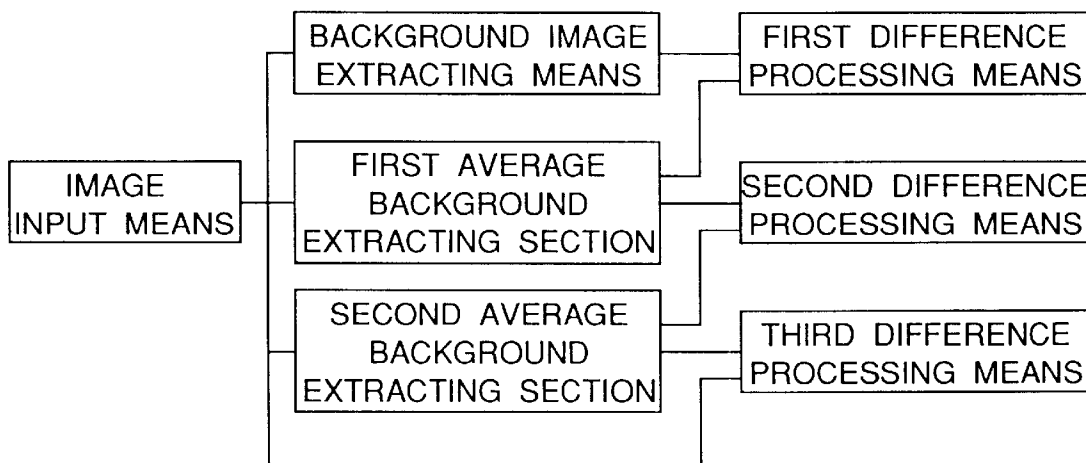 BACKGROUND IMAGE
EXTRACTING MEANS
FIRST DIFFERENCE
PROCESSING MEANS
IMAGE
INPUT MEANS
FIRST AVERAGE
BACKGROUND
EXTRACTING SECTION
SECOND DIFFERENCE
PROCESSING MEANS
SECOND AVERAGE
BACKGROUND
EXTRACTING SECTION
THIRD DIFFERENCE
PROCESSING MEANS